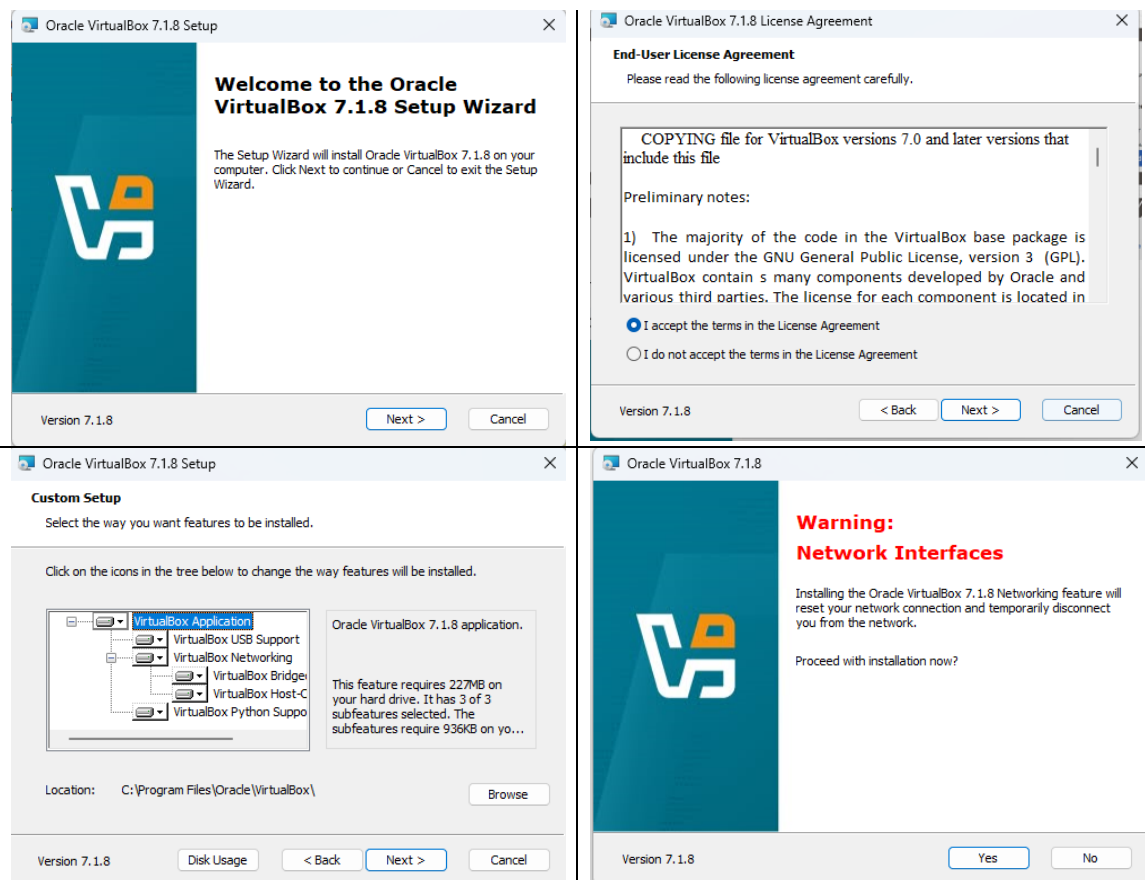 Oracle VirtualBox 7.1.8 Setup
Welcome to the Oracle
VirtualBox 7.1.8 Setup Wizard
The Setup Wizard will install Oracle VirtualBox 7.1.8 on your
computer. Click Next to continue or Cancel to exit the Setup
Wizard.
Version 7.1.8
Next >
Cancel
Oracle VirtualBox 7.1.8 License Agreement
End-User License Agreement
Please read the following license agreement carefully.
COPYING file for VirtualBox versions 7.0 and later versions that
include this file
Preliminary notes:
1) The majority of the code in the VirtualBox base package is
licensed under the GNU General Public License, version 3 (GPL).
VirtualBox contain s many components developed by Oracle and
various third parties. The license for each component is located in
I accept the terms in the License Agreement
I do not accept the terms in the License Agreement
Version 7.1.8
< Back
Next >
Cancel
Oracle VirtualBox 7.1.8 Setup
Custom Setup
Select the way you want features to be installed.
Click on the icons in the tree below to change the way features will be installed.
VirtualBox Application
VirtualBox USB Support
VirtualBox Networking
VirtualBox Bridge
VirtualBox Host-C
VirtualBox Python Suppo
Oracle VirtualBox 7.1.8 application.
This feature requires 227MB on
your hard drive. It has 3 of 3
subfeatures selected. The
subfeatures require 936KB on yo...
Location: C:\Program Files\Oracle\VirtualBox\
Browse
Version 7.1.8
Disk Usage
< Back
Next >
Cancel
Oracle VirtualBox 7.1.8
Warning:
Network Interfaces
Installing the Oracle VirtualBox 7.1.8 Networking feature will
reset your network connection and temporarily disconnect
you from the network.
Proceed with installation now?
Version 7.1.8
Yes
No